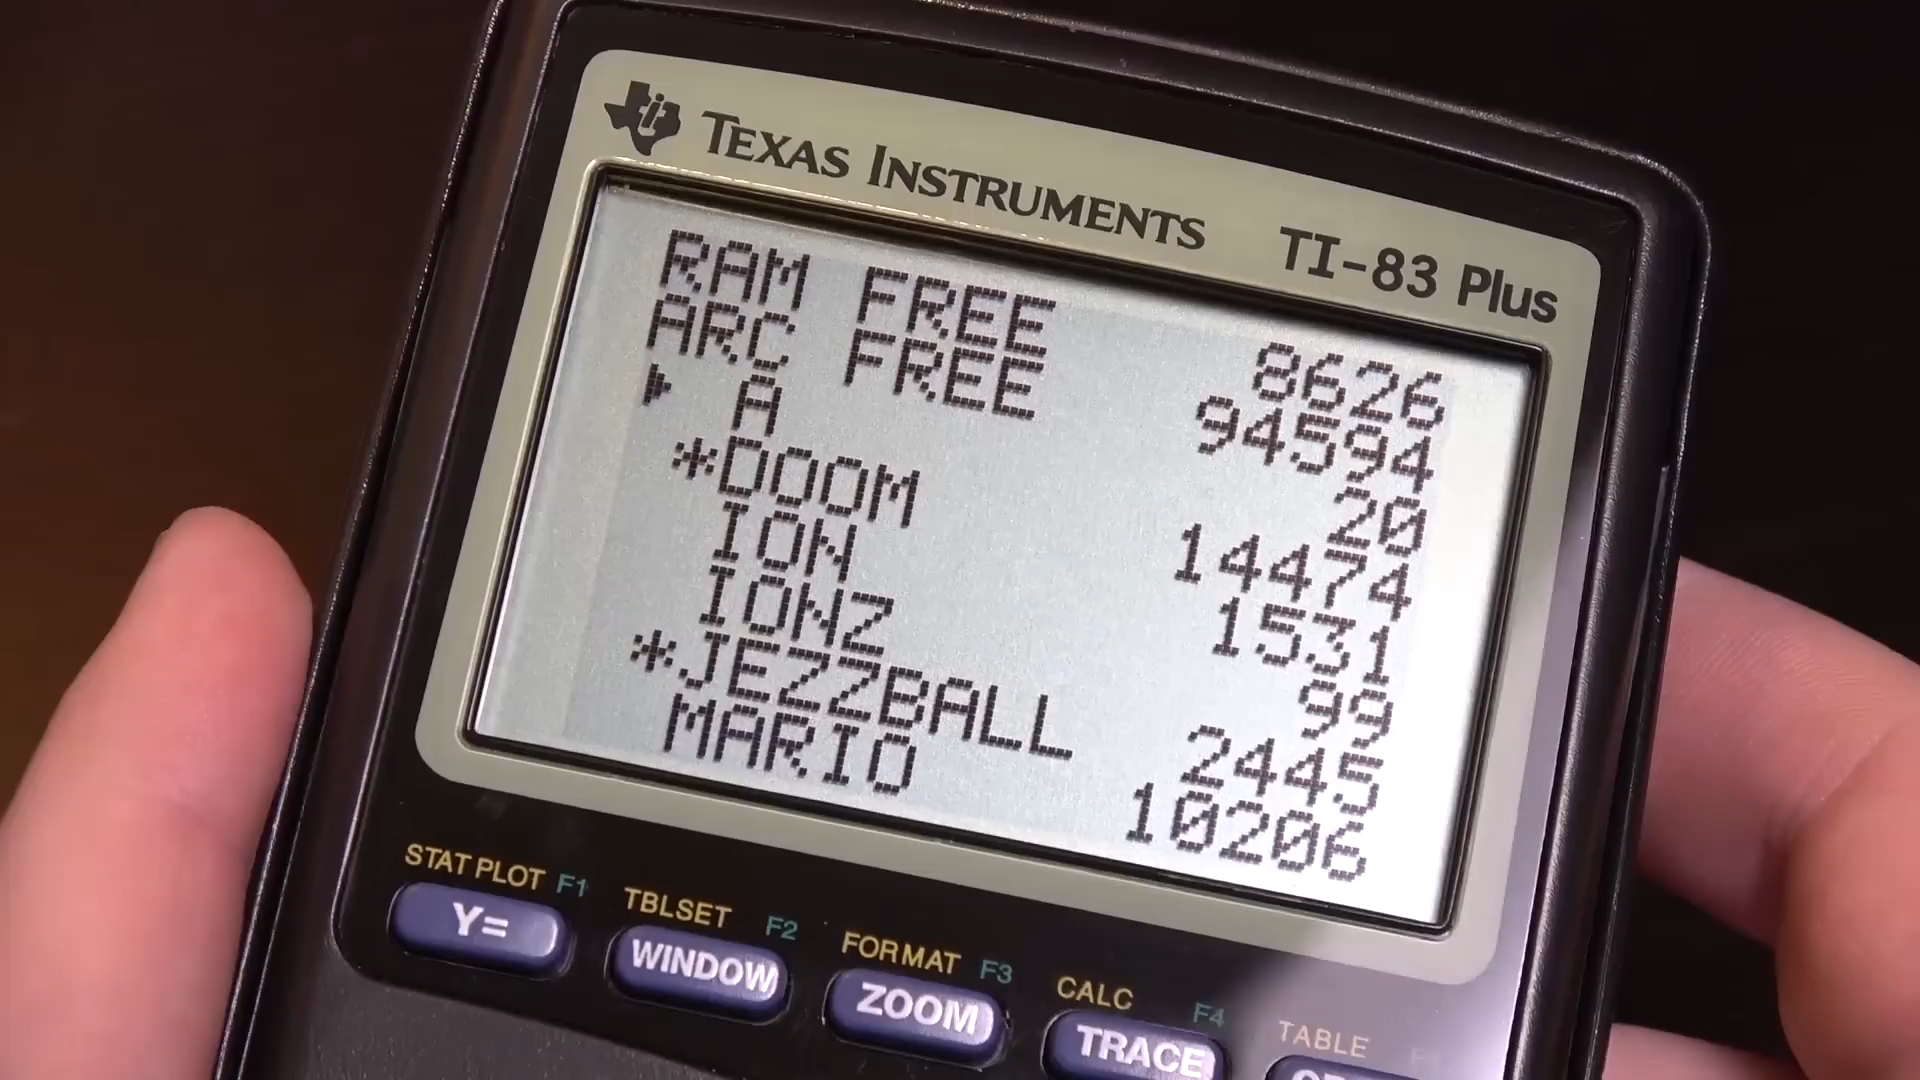 TEXAS INSTRUMENTS TI-83 Plus
RAM FREE 8626
ARC FREE 94594
▶ A 20
*DOOM 14474
ION 1531
IONZ 99
*JEZZBALL 2445
MARIO 10206
STAT PLOT F1 TBLSET F2 FORMAT F3 CALC F4 TABLE
Y= WINDOW ZOOM TRACE